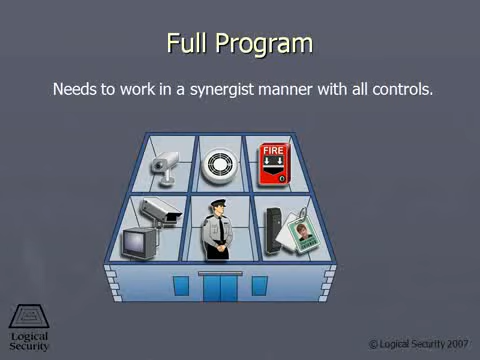 Full Program
Needs to work in a synergist manner with all controls.
FIRE
Logical
Security
© Logical Security 2007